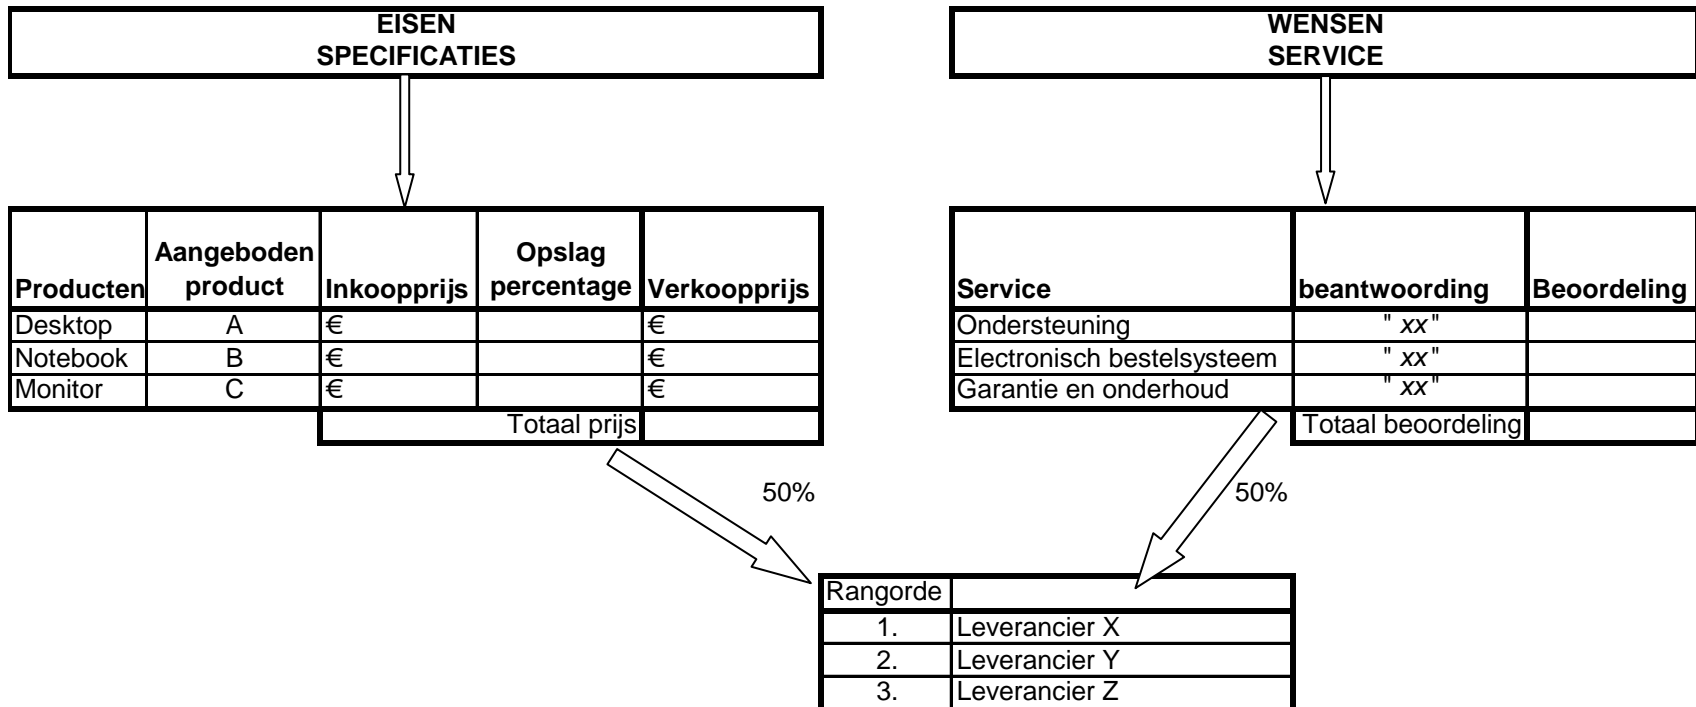 EISEN
SPECIFICATIES
WENSEN
SERVICE
Producten Aangeboden product Inkoopprijs Opslag percentage Verkoopprijs
Desktop A € €
Notebook B € €
Monitor C € €
Totaal prijs
Service beantwoording Beoordeling
Ondersteuning " xx"
Electronisch bestelsysteem " xx"
Garantie en onderhoud " xx"
Totaal beoordeling
50%
50%
Rangorde
1. Leverancier X
2. Leverancier Y
3. Leverancier Z